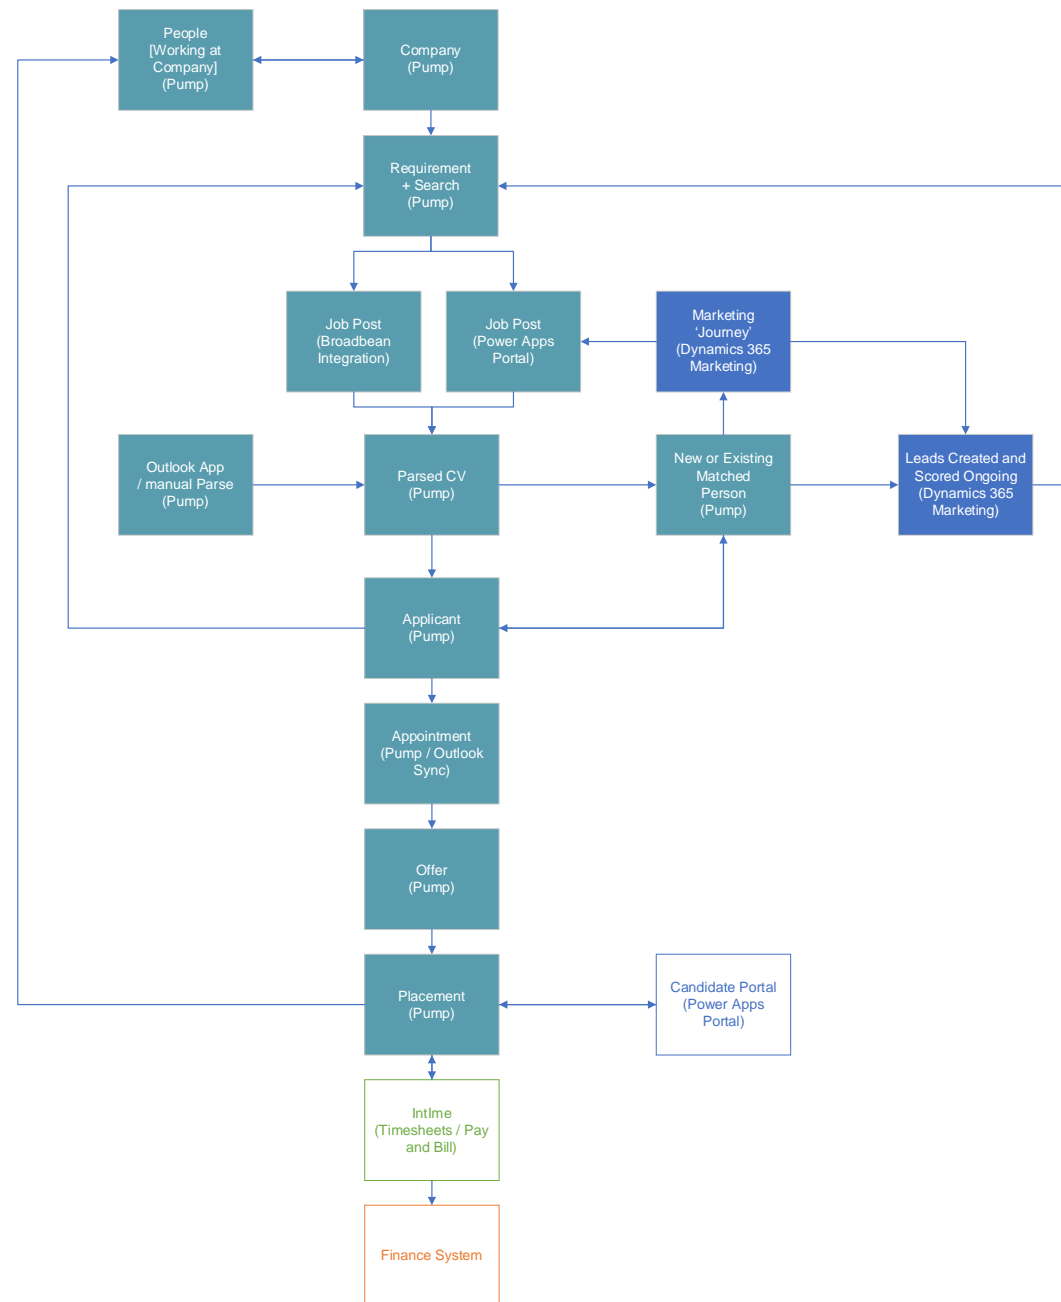 People
[Working at
Company]
(Pump)
Company
(Pump)
Requirement
+ Search
(Pump)
Job Post
(Broadbean
Integration)
Job Post
(Power Apps
Portal)
Marketing
‘Journey’
(Dynamics 365
Marketing)
Outlook App
/ manual Parse
(Pump)
Parsed CV
(Pump)
New or Existing
Matched
Person
(Pump)
Leads Created and
Scored Ongoing
(Dynamics 365
Marketing)
Applicant
(Pump)
Appointment
(Pump / Outlook
Sync)
Offer
(Pump)
Placement
(Pump)
Candidate Portal
(Power Apps
Portal)
IntIme
(Timesheets / Pay
and Bill)
Finance System